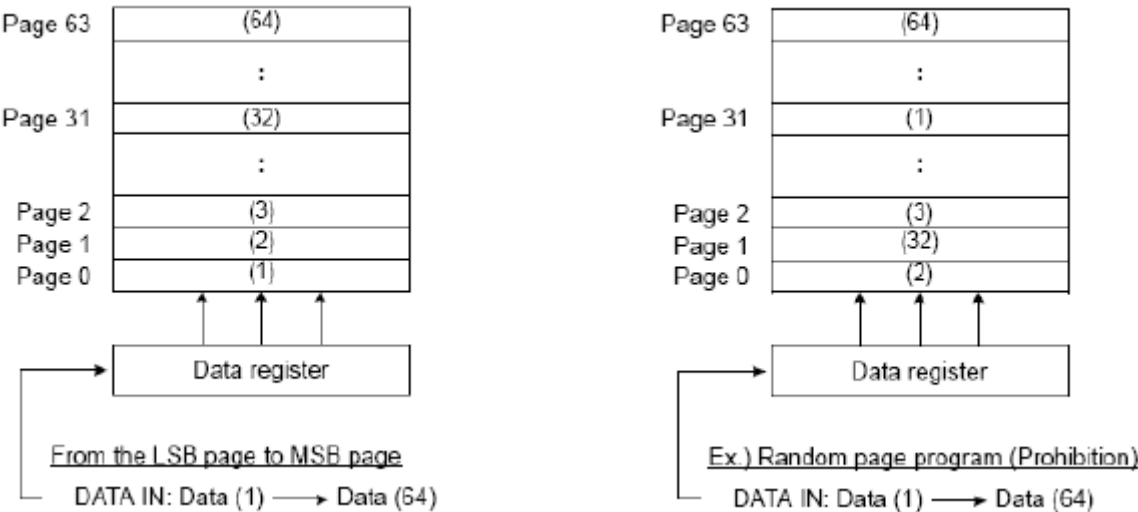 Page 63 (64)
:
Page 31 (32)
:
Page 2 (3)
Page 1 (2)
Page 0 (1)
Data register
From the LSB page to MSB page
DATA IN: Data (1) → Data (64)
Page 63 (64)
:
Page 31 (1)
:
Page 2 (3)
Page 1 (32)
Page 0 (2)
Data register
Ex.) Random page program (Prohibition)
DATA IN: Data (1) → Data (64)